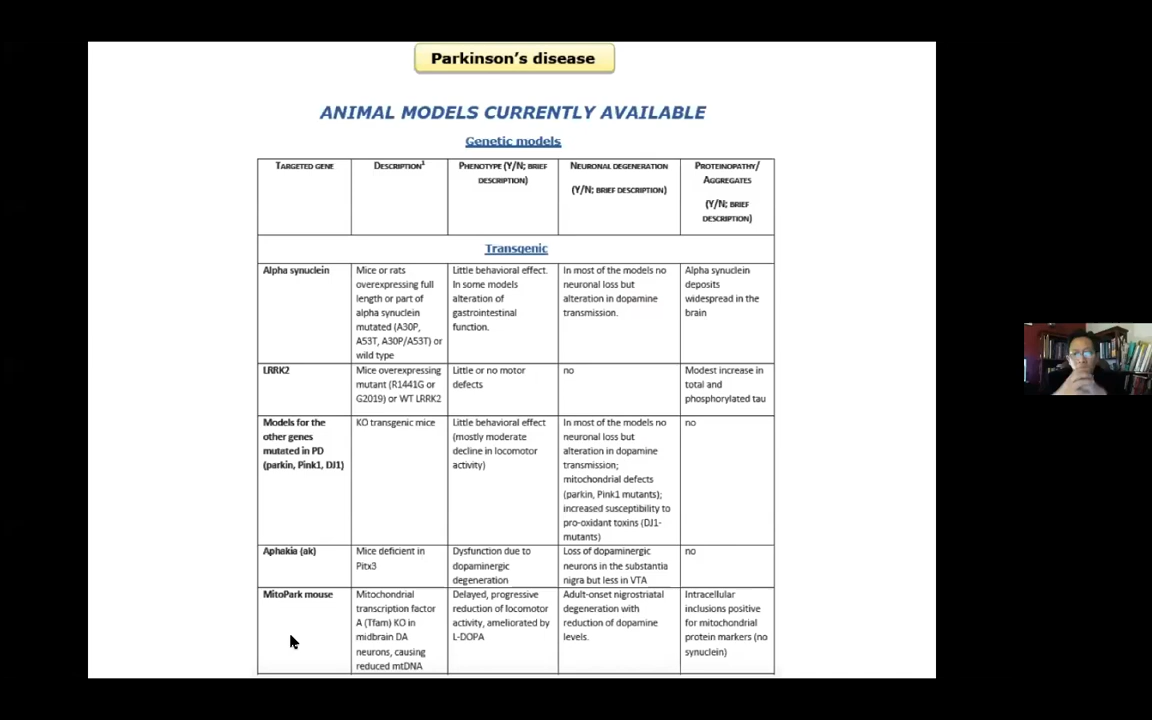 Parkinson's disease
ANIMAL MODELS CURRENTLY AVAILABLE
Genetic models
TARGETED GENE
DESCRIPTION¹
PHENOTYPE (Y/N; BRIEF
DESCRIPTION)
NEURONAL DEGENERATION
(Y/N; BRIEF DESCRIPTION)
PROTEINOPATHY/
AGGREGATES
(Y/N; BRIEF
DESCRIPTION)
Transgenic
Alpha synuclein
Mice or rats
overexpressing full
length or part of
alpha synuclein
mutated (A30P,
A53T, A30P/A53T) or
wild type
Little behavioral effect.
In some models
alteration of
gastrointestinal
function.
In most of the models no
neuronal loss but
alteration in dopamine
transmission.
Alpha synuclein
deposits
widespread in the
brain
LRRK2
Mice overexpressing
mutant (R1441G or
G2019) or WT LRRK2
Little or no motor
defects
no
Modest increase in
total and
phosphorylated tau
Models for the
other genes
mutated in PD
(parkin, Pink1, DJ1)
KO transgenic mice
Little behavioral effect
(mostly moderate
decline in locomotor
activity)
In most of the models no
neuronal loss but
alteration in dopamine
transmission;
mitochondrial defects
(parkin, Pink1 mutants);
increased susceptibility to
pro-oxidant toxins (DJ1-
mutants)
no
Aphakia (ak)
Mice deficient in
Pitx3
Dysfunction due to
dopaminergic
degeneration
Loss of dopaminergic
neurons in the substantia
nigra but less in VTA
no
MitoPark mouse
Mitochondrial
transcription factor
A (Tfam) KO in
midbrain DA
neurons, causing
reduced mtDNA
Delayed, progressive
reduction of locomotor
activity, ameliorated by
L-DOPA
Adult-onset nigrostriatal
degeneration with
reduction of dopamine
levels.
Intracellular
inclusions positive
for mitochondrial
protein markers (no
synuclein)